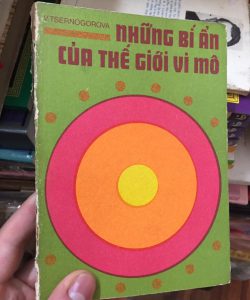 V.TSERNOGOROVA
NHỮNG BÍ ẨN
CỦA THẾ GIỚI VI MÔ